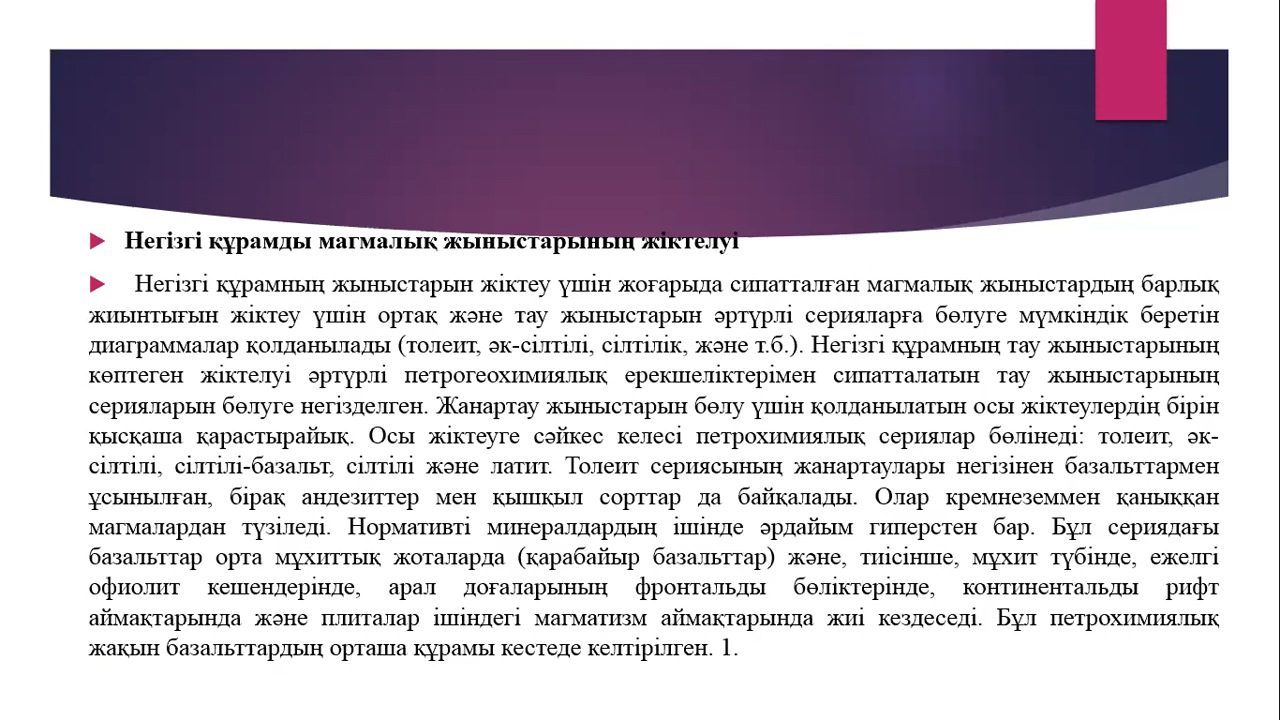 Негізгі құрамды магмалық жыныстарының жіктелуі
Негізгі құрамның жыныстарын жіктеу үшін жоғарыда сипатталған магмалық жыныстардың барлық
жиынтығын жіктеу үшін ортақ және тау жыныстарын әртүрлі серияларға бөлуге мүмкіндік беретін
диаграммалар қолданылады (толеит, әк-сілтілі, сілтілік, және т.б.). Негізгі құрамның тау жыныстарының
көптеген жіктелуі әртүрлі петрогеохимиялық ерекшеліктерімен сипатталатын тау жыныстарының
серияларын бөлуге негізделген. Жанартау жыныстарын бөлу үшін қолданылатын осы жіктеулердің бірін
қысқаша қарастырайық. Осы жіктеуге сәйкес келесі петрохимиялық сериялар бөлінеді: толеит, әк-
сілтілі, сілтілі-базальт, сілтілі және латит. Толеит сериясының жанартаулары негізінен базальттармен
ұсынылған, бірақ андезиттер мен қышқыл сорттар да байқалады. Олар кремнеземмен қаныққан
магмалардан түзіледі. Нормативті минералдардың ішінде әрдайым гиперстен бар. Бұл сериядағы
базальттар орта мұхиттық жоталарда (қарабайыр базальттар) және, тиісінше, мұхит түбінде, ежелгі
офиолит кешендерінде, арал доғаларының фронтальды бөліктерінде, континентальды рифт
аймақтарында және плиталар ішіндегі магматизм аймақтарында жиі кездеседі. Бұл петрохимиялық
жақын базальттардың орташа құрамы кестеде келтірілген. 1.